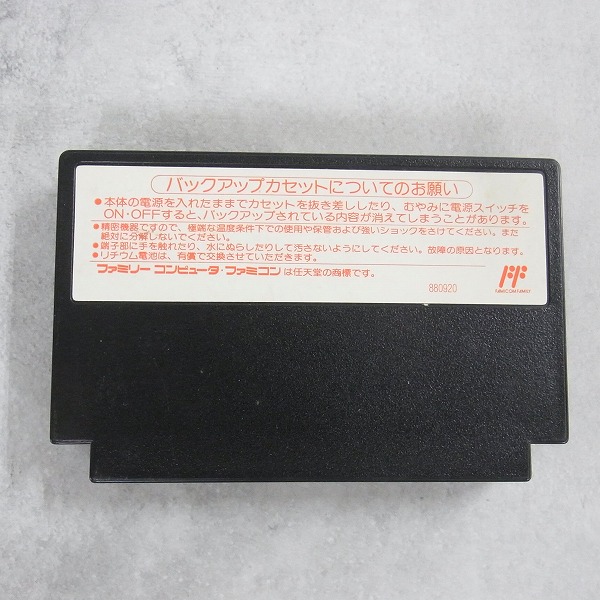 バックアップカセットについてのお願い
●本体の電源を入れたままでカセットを抜き差ししたり、むやみに電源スイッチを
ON・OFFすると、バックアップされている内容が消えてしまうことがあります。
●精密機器ですので、極端な温度条件下での使用や保管および強いショックをさけてください。また
絶対に分解しないでください。
●端子部に手を触れたり、水にぬらしたりして汚さないようにしてください。故障の原因となります。
●リチウム電池は、有償で交換させていただきます。
ファミリー コンピュータ・ファミコン は任天堂の商標です。
880920
FAMICOM FAMILY